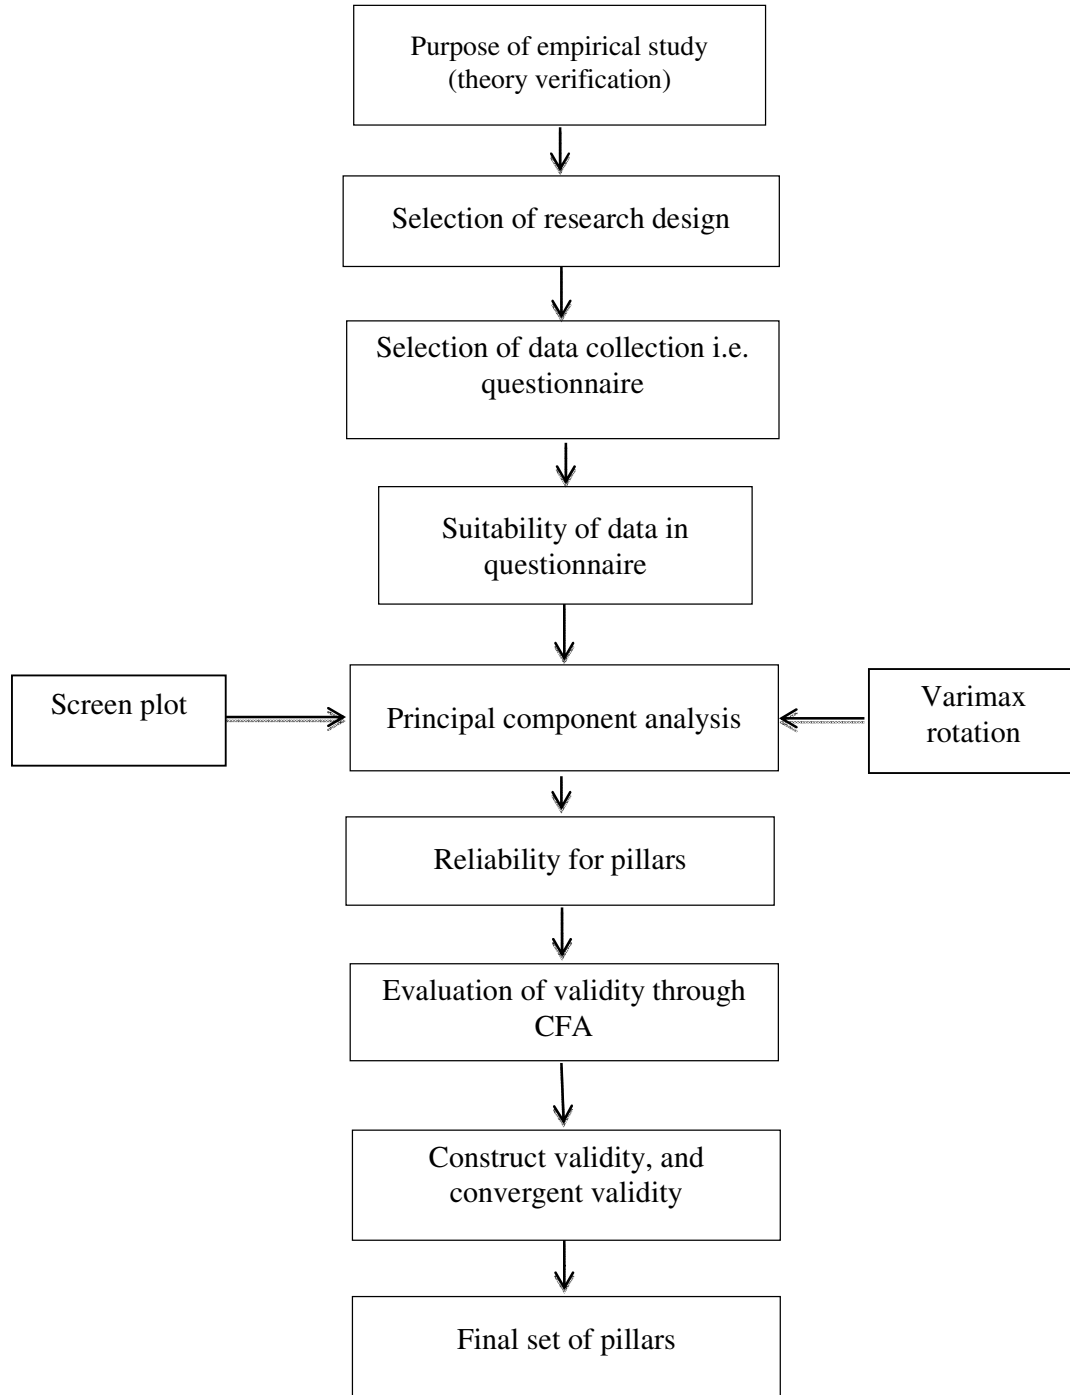 Purpose of empirical study
(theory verification)
Selection of research design
Selection of data collection i.e.
questionnaire
Suitability of data in
questionnaire
Screen plot
Principal component analysis
Varimax
rotation
Reliability for pillars
Evaluation of validity through
CFA
Construct validity, and
convergent validity
Final set of pillars